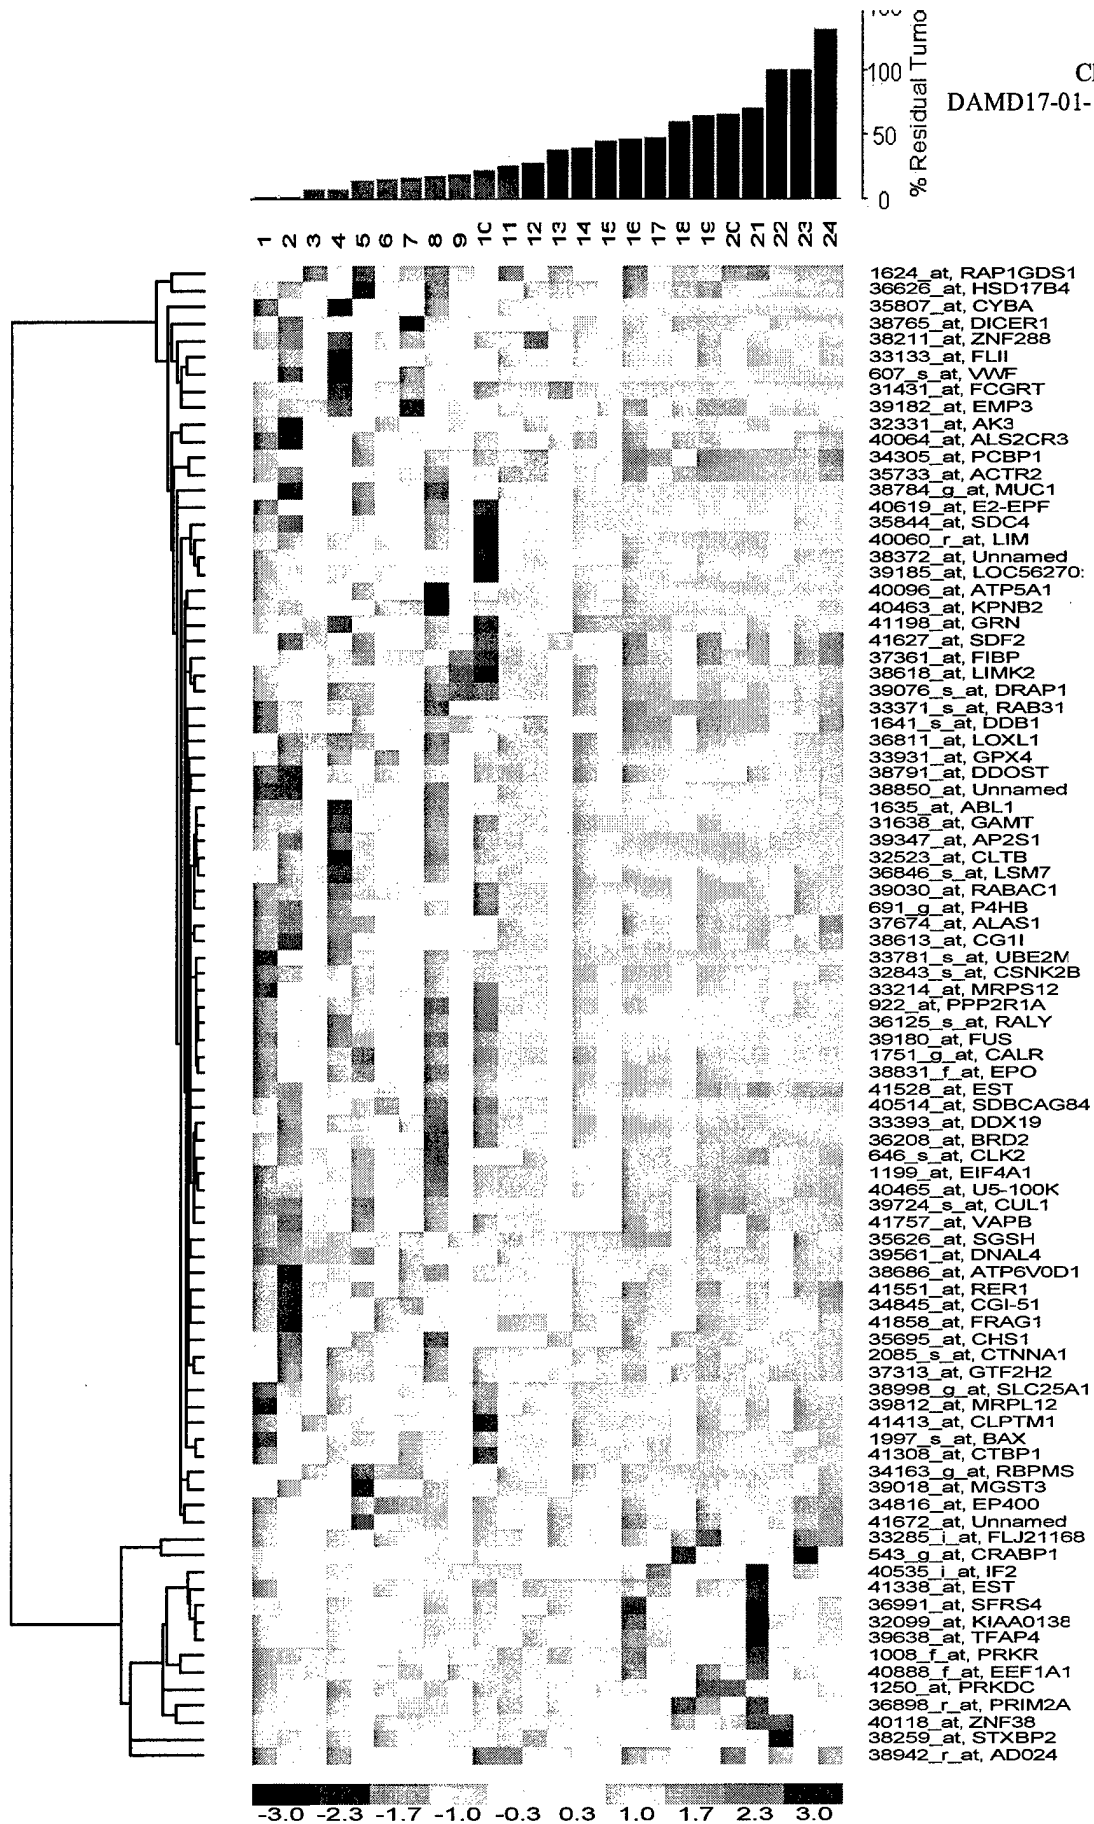 100
50
0
% Residual Tumo
DAMD17-01-
1 2 3 4 5 6 7 8 9 10 11 12 13 14 15 16 17 18 19 20 21 22 23 24
1624_at, RAP1GDS1
36626_at, HSD17B4
35807_at, CYBA
38765_at, DICER1
38211_at, ZNF288
33133_at, FLII
607_s_at, VWF
31431_at, FCGRT
39182_at, EMP3
32331_at, AK3
40064_at, ALS2CR3
34305_at, PCBP1
35733_at, ACTR2
38784_g_at, MUC1
40619_at, E2-EPF
35844_at, SDC4
40060_r_at, LIM
38372_at, Unnamed
39185_at, LOC56270:
40096_at, ATP5A1
40463_at, KPNB2
41198_at, GRN
41627_at, SDF2
37361_at, FIBP
38618_at, LIMK2
39076_s_at, DRAP1
33371_s_at, RAB31
1641_s_at, DDB1
36811_at, LOXL1
33931_at, GPX4
38791_at, DDOST
38850_at, Unnamed
1635_at, ABL1
31638_at, GAMT
39347_at, AP2S1
32523_at, CLTB
36846_s_at, LSM7
39030_at, RABAC1
691_g_at, P4HB
37674_at, ALAS1
38613_at, CG1I
33781_s_at, UBE2M
32843_s_at, CSNK2B
33214_at, MRPS12
922_at, PPP2R1A
36125_s_at, RALY
39180_at, FUS
1751_g_at, CALR
38831_f_at, EPO
41528_at, EST
40514_at, SDBCAG84
33393_at, DDX19
36208_at, BRD2
646_s_at, CLK2
1199_at, EIF4A1
40465_at, U5-100K
39724_s_at, CUL1
41757_at, VAPB
35626_at, SGSH
39561_at, DNAL4
38686_at, ATP6V0D1
41551_at, RER1
34845_at, CGI-51
41858_at, FRAG1
35695_at, CHS1
2085_s_at, CTNNA1
37313_at, GTF2H2
38998_g_at, SLC25A1
39812_at, MRPL12
41413_at, CLPTM1
1997_s_at, BAX
41308_at, CTBP1
34163_g_at, RBPMS
39018_at, MGST3
34816_at, EP400
41672_at, Unnamed
33285_i_at, FLJ21168
543_g_at, CRABP1
40535_i_at, IF2
41338_at, EST
36991_at, SFRS4
32099_at, KIAA0138
39638_at, TFAP4
1008_f_at, PRKR
40888_f_at, EEF1A1
1250_at, PRKDC
36898_r_at, PRIM2A
40118_at, ZNF38
38259_at, STXBP2
38942_r_at, AD024
-3.0 -2.3 -1.7 -1.0 -0.3 0.3 1.0 1.7 2.3 3.0